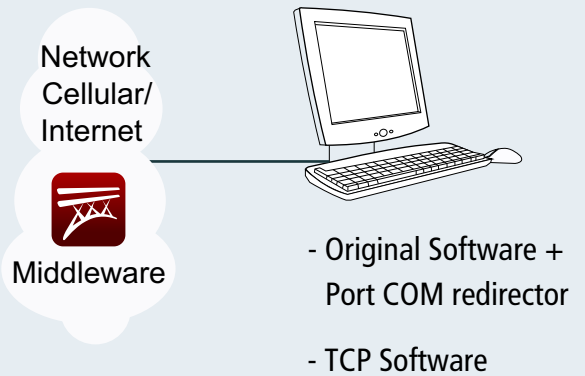 Network
Cellular/
Internet
Middleware
- Original Software +
Port COM redirector
- TCP Software